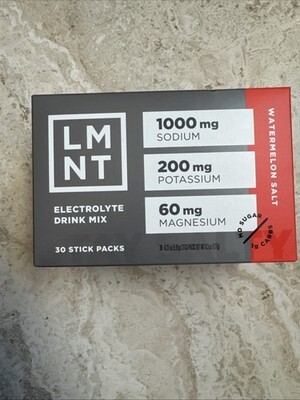 LM
NT
ELECTROLYTE
DRINK MIX
30 STICK PACKS
1000 mg
SODIUM
200 mg
POTASSIUM
60 mg
MAGNESIUM
WATERMELON SALT
NO SUGAR